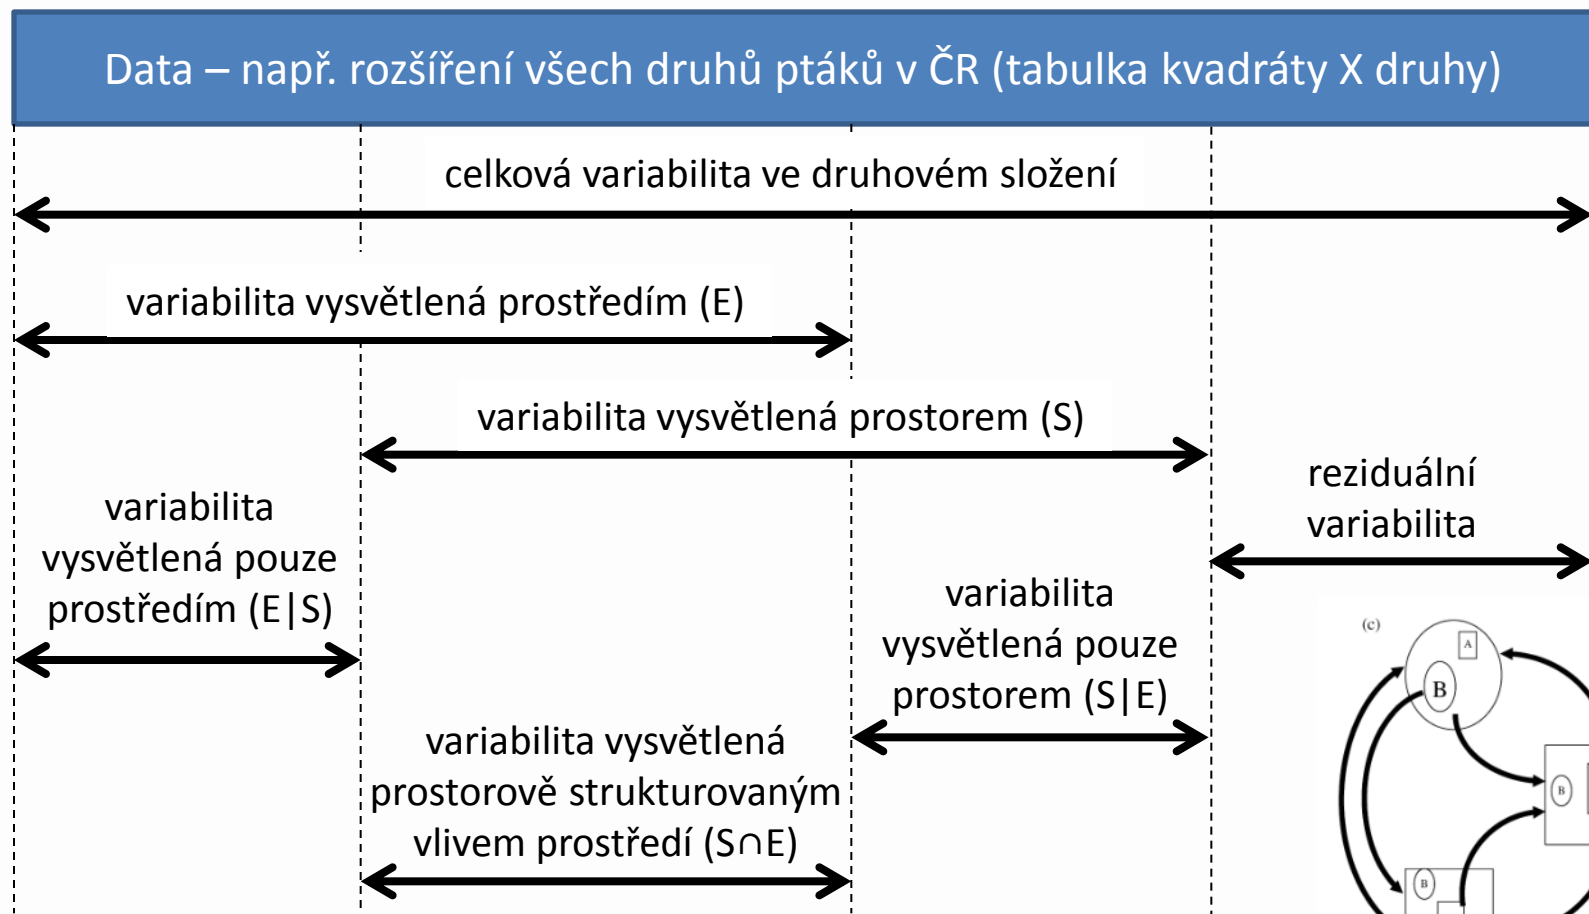 Data – např. rozšíření všech druhů ptáků v ČR (tabulka kvadráty X druhy)
celková variabilita ve druhovém složení
variabilita vysvětlená prostředím (E)
variabilita vysvětlená prostorem (S)
reziduální
variabilita
variabilita
vysvětlená pouze
prostředím (E|S)
variabilita
vysvětlená pouze
prostorem (S|E)
variabilita vysvětlená
prostorově strukturovaným
vlivem prostředí (S∩E)
(c)
A
B
B
B